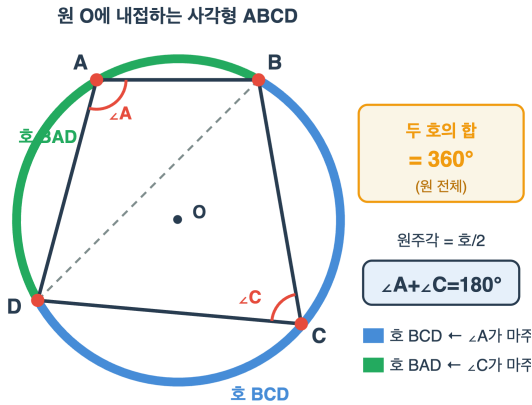 원 O에 내접하는 사각형 ABCD
A
B
∠A
호 BAD
두 호의 합
= 360°
(원 전체)
O
원주각 = 호/2
∠A+∠C=180°
∠C
D
C
호 BCD ← ∠A가 마주
호 BAD ← ∠C가 마주
호 BCD